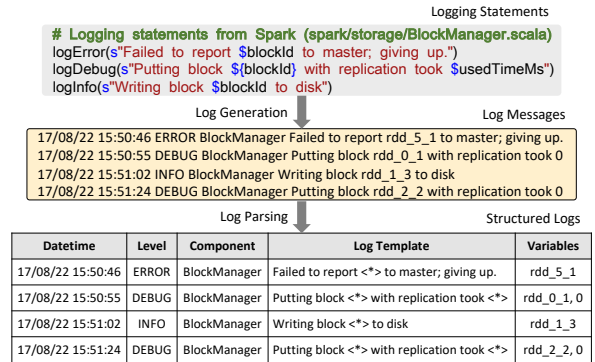 Logging Statements
# Logging statements from Spark (spark/storage/BlockManager.scala)
logError(s"Failed to report $blockId to master; giving up.")
logDebug(s"Putting block ${blockId} with replication took $usedTimeMs")
logInfo(s"Writing block $blockId to disk")
Log Generation
Log Messages
17/08/22 15:50:46 ERROR BlockManager Failed to report rdd_5_1 to master; giving up.
17/08/22 15:50:55 DEBUG BlockManager Putting block rdd_0_1 with replication took 0
17/08/22 15:51:02 INFO BlockManager Writing block rdd_1_3 to disk
17/08/22 15:51:24 DEBUG BlockManager Putting block rdd_2_2 with replication took 0
Log Parsing
Structured Logs
Datetime Level Component Log Template Variables
17/08/22 15:50:46 ERROR BlockManager Failed to report <*> to master; giving up. rdd_5_1
17/08/22 15:50:55 DEBUG BlockManager Putting block <*> with replication took <*> rdd_0_1, 0
17/08/22 15:51:02 INFO BlockManager Writing block <*> to disk rdd_1_3
17/08/22 15:51:24 DEBUG BlockManager Putting block <*> with replication took <*> rdd_2_2, 0